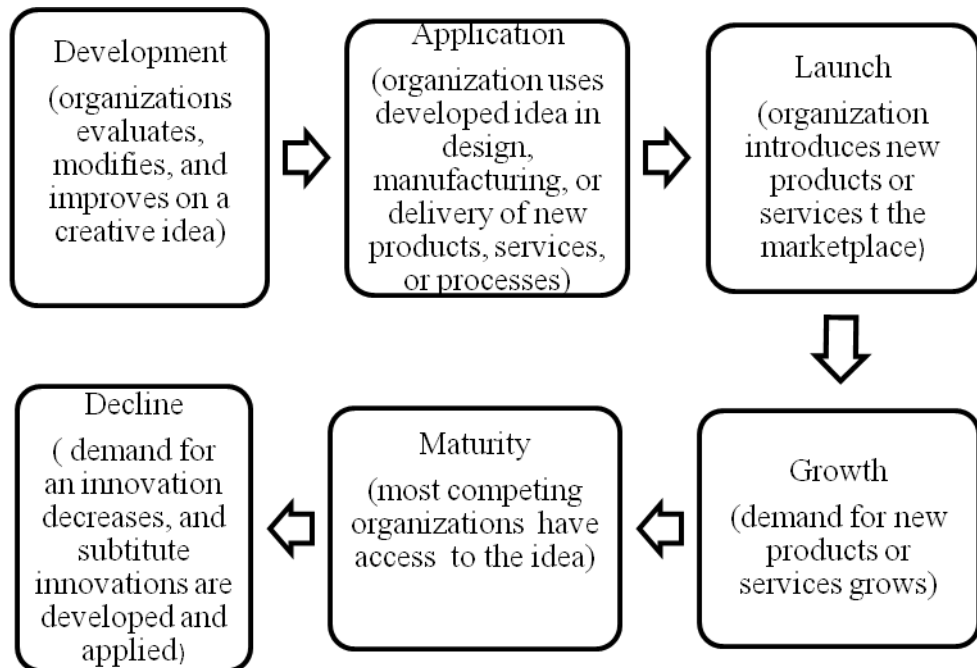 Development
(organizations
evaluates,
modifies, and
improves on a
creative idea)
Application
(organization uses
developed idea in
design,
manufacturing, or
delivery of new
products, services,
or processes)
Launch
(organization
introduces new
products or
services t the
marketplace)
Growth
(demand for new
products or
services grows)
Maturity
(most competing
organizations have
access to the idea)
Decline
( demand for
an innovation
decreases, and
subtitute
innovations are
developed and
applied)